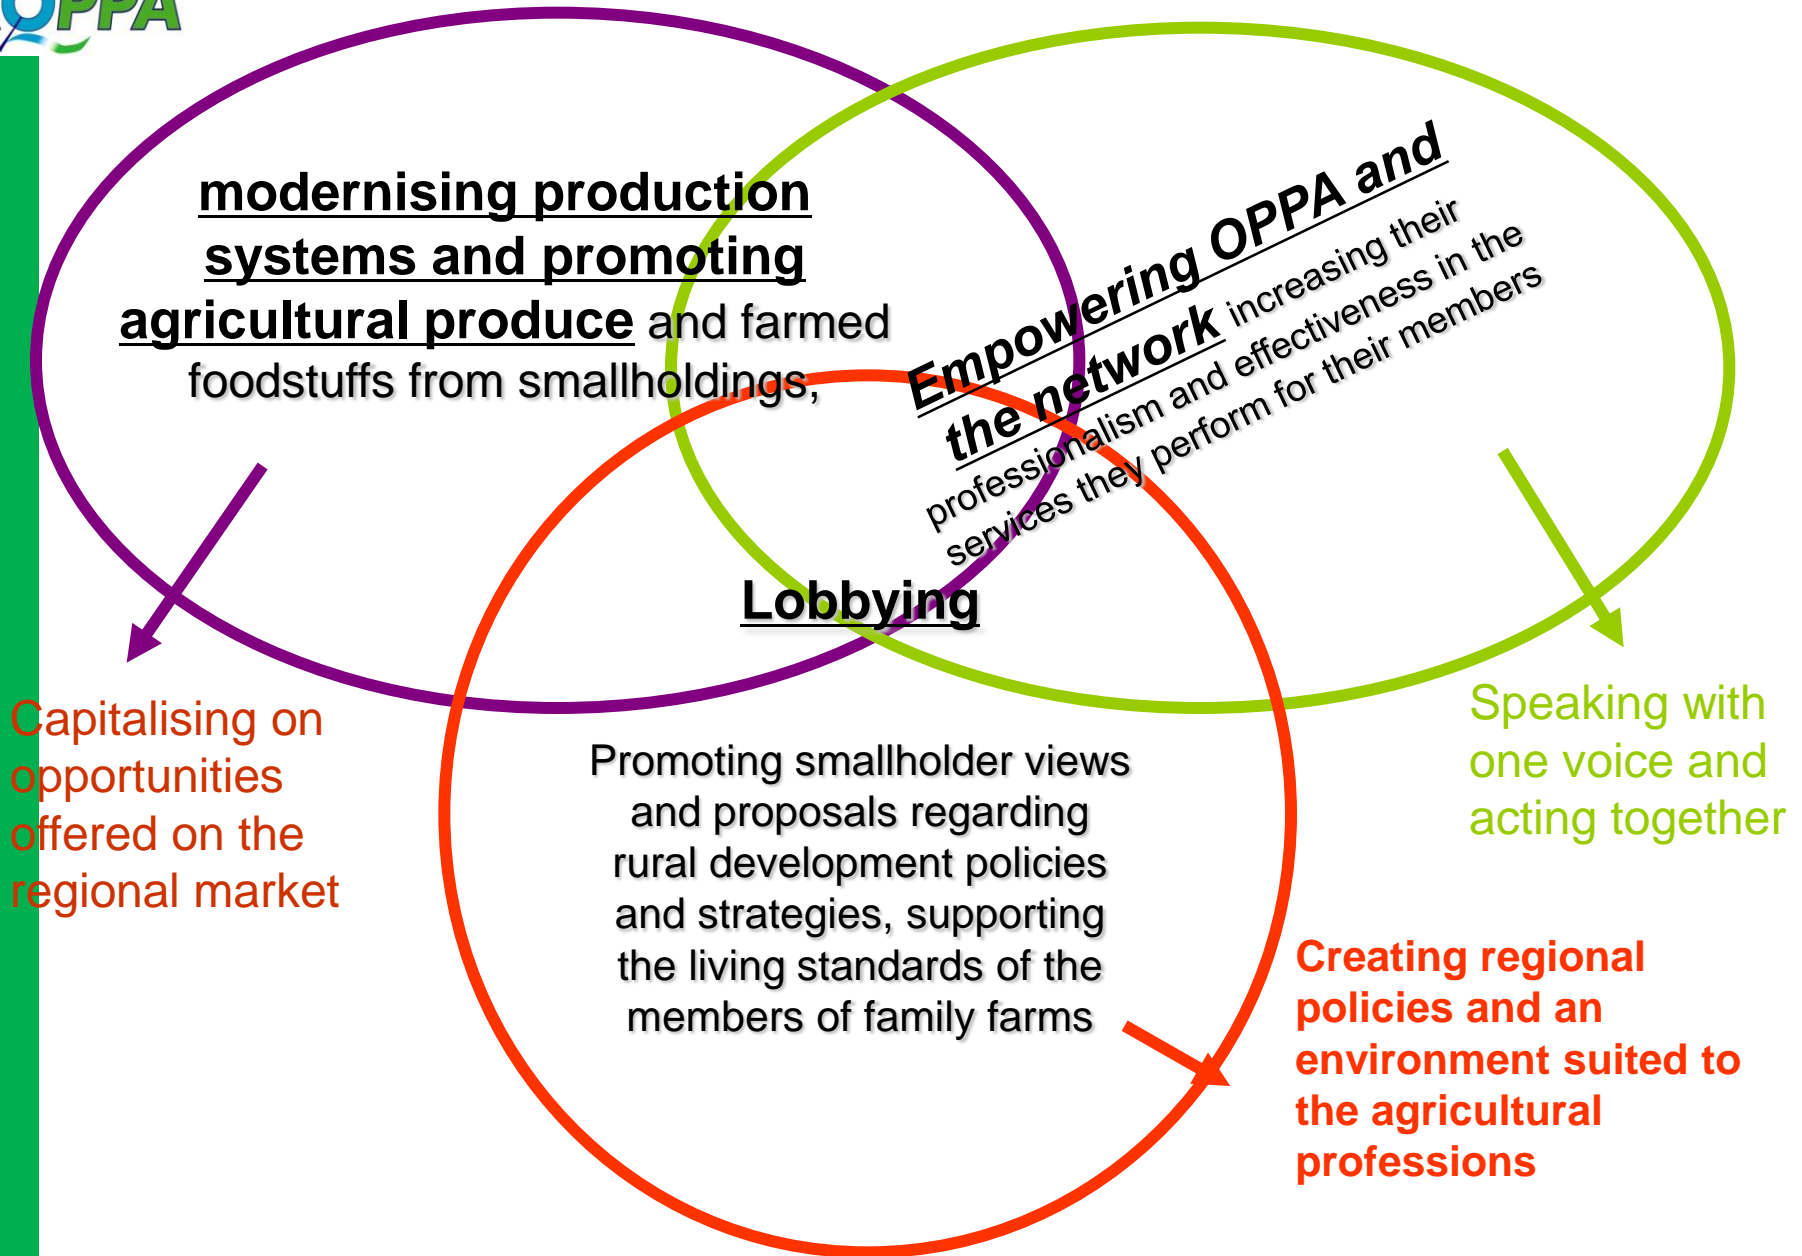 OPPA
modernising production
systems and promoting
agricultural produce and farmed
foodstuffs from smallholdings,
Empowering OPPA and
the network increasing their
professionalism and effectiveness in the
services they perform for their members
Lobbying
Promoting smallholder views
and proposals regarding
rural development policies
and strategies, supporting
the living standards of the
members of family farms
Capitalising on
opportunities
offered on the
regional market
Speaking with
one voice and
acting together
Creating regional
policies and an
environment suited to
the agricultural
professions